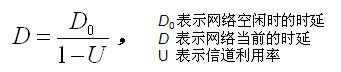 D = D₀ / (1−U) ，
D₀ 表示网络空闲时的时延
D 表示网络当前的时延
U 表示信道利用率